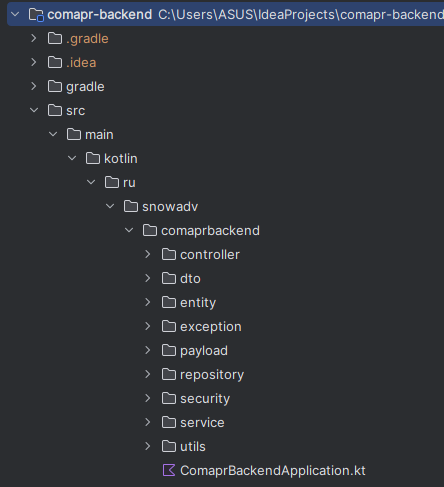 comapr-backend C:\Users\ASUS\IdeaProjects\comapr-backend
.gradle
.idea
gradle
src
main
kotlin
ru
snowadv
comaprbackend
controller
dto
entity
exception
payload
repository
security
service
utils
ComaprBackendApplication.kt